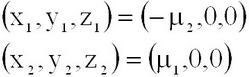 (x₁, y₁, z₁) = (−μ₂,0,0)
(x₂, y₂, z₂) = (μ₁,0,0)